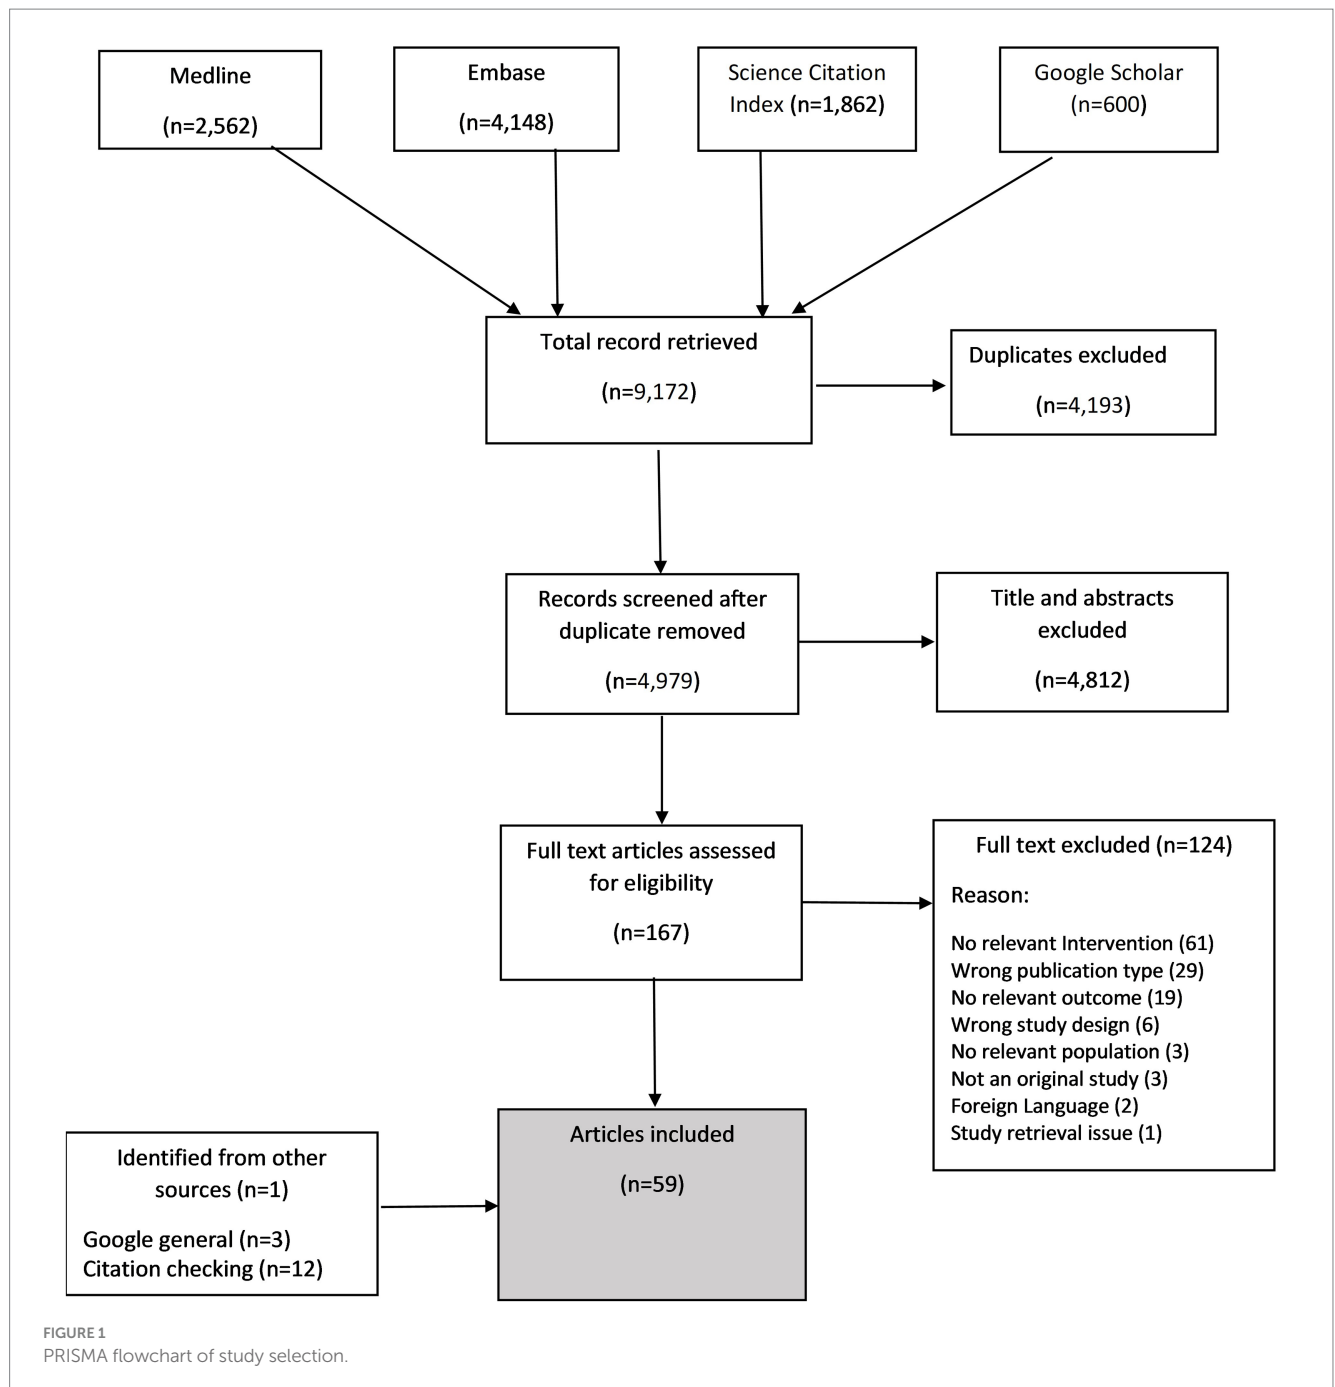 Medline
(n=2,562)
Embase
(n=4,148)
Science Citation
Index (n=1,862)
Google Scholar
(n=600)
Total record retrieved
(n=9,172)
Duplicates excluded
(n=4,193)
Records screened after
duplicate removed
(n=4,979)
Title and abstracts
excluded
(n=4,812)
Full text articles assessed
for eligibility
(n=167)
Full text excluded (n=124)
Reason:
No relevant Intervention (61)
Wrong publication type (29)
No relevant outcome (19)
Wrong study design (6)
No relevant population (3)
Not an original study (3)
Foreign Language (2)
Study retrieval issue (1)
Identified from other
sources (n=1)
Google general (n=3)
Citation checking (n=12)
Articles included
(n=59)
FIGURE 1
PRISMA flowchart of study selection.